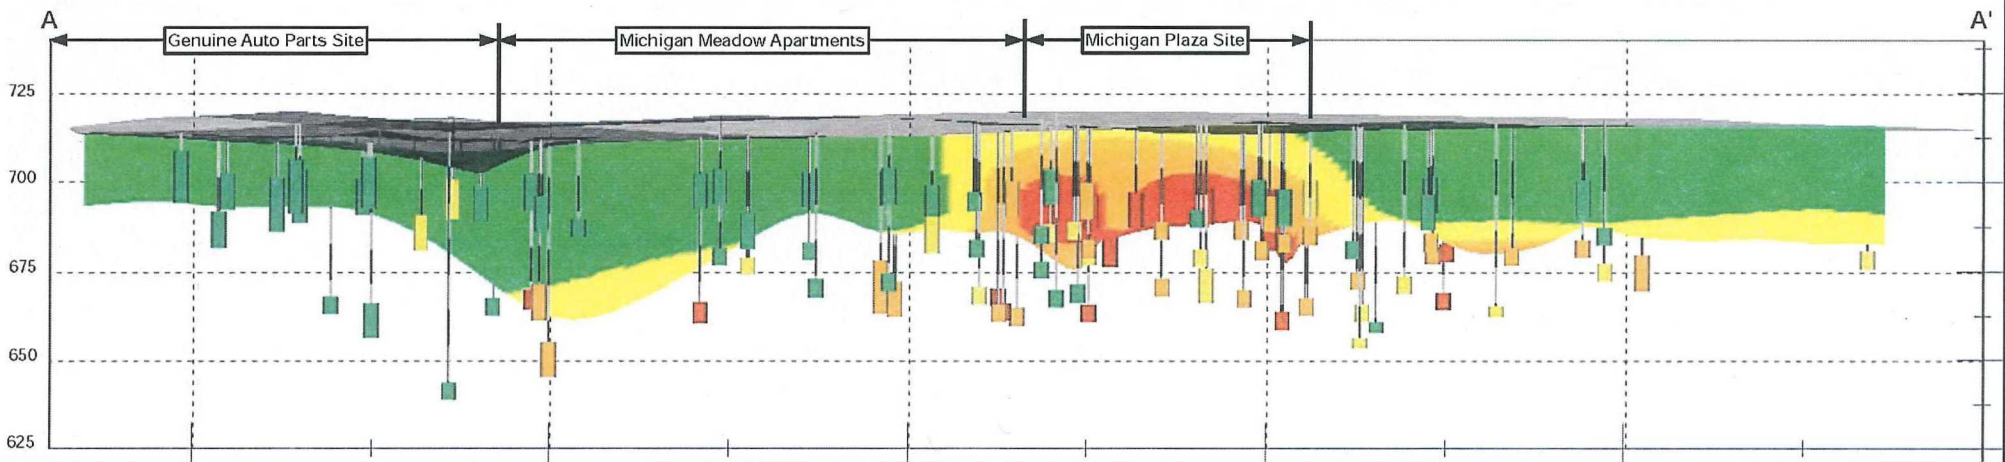 A
A'
Genuine Auto Parts Site
Michigan Meadow Apartments
Michigan Plaza Site
725
700
675
650
625